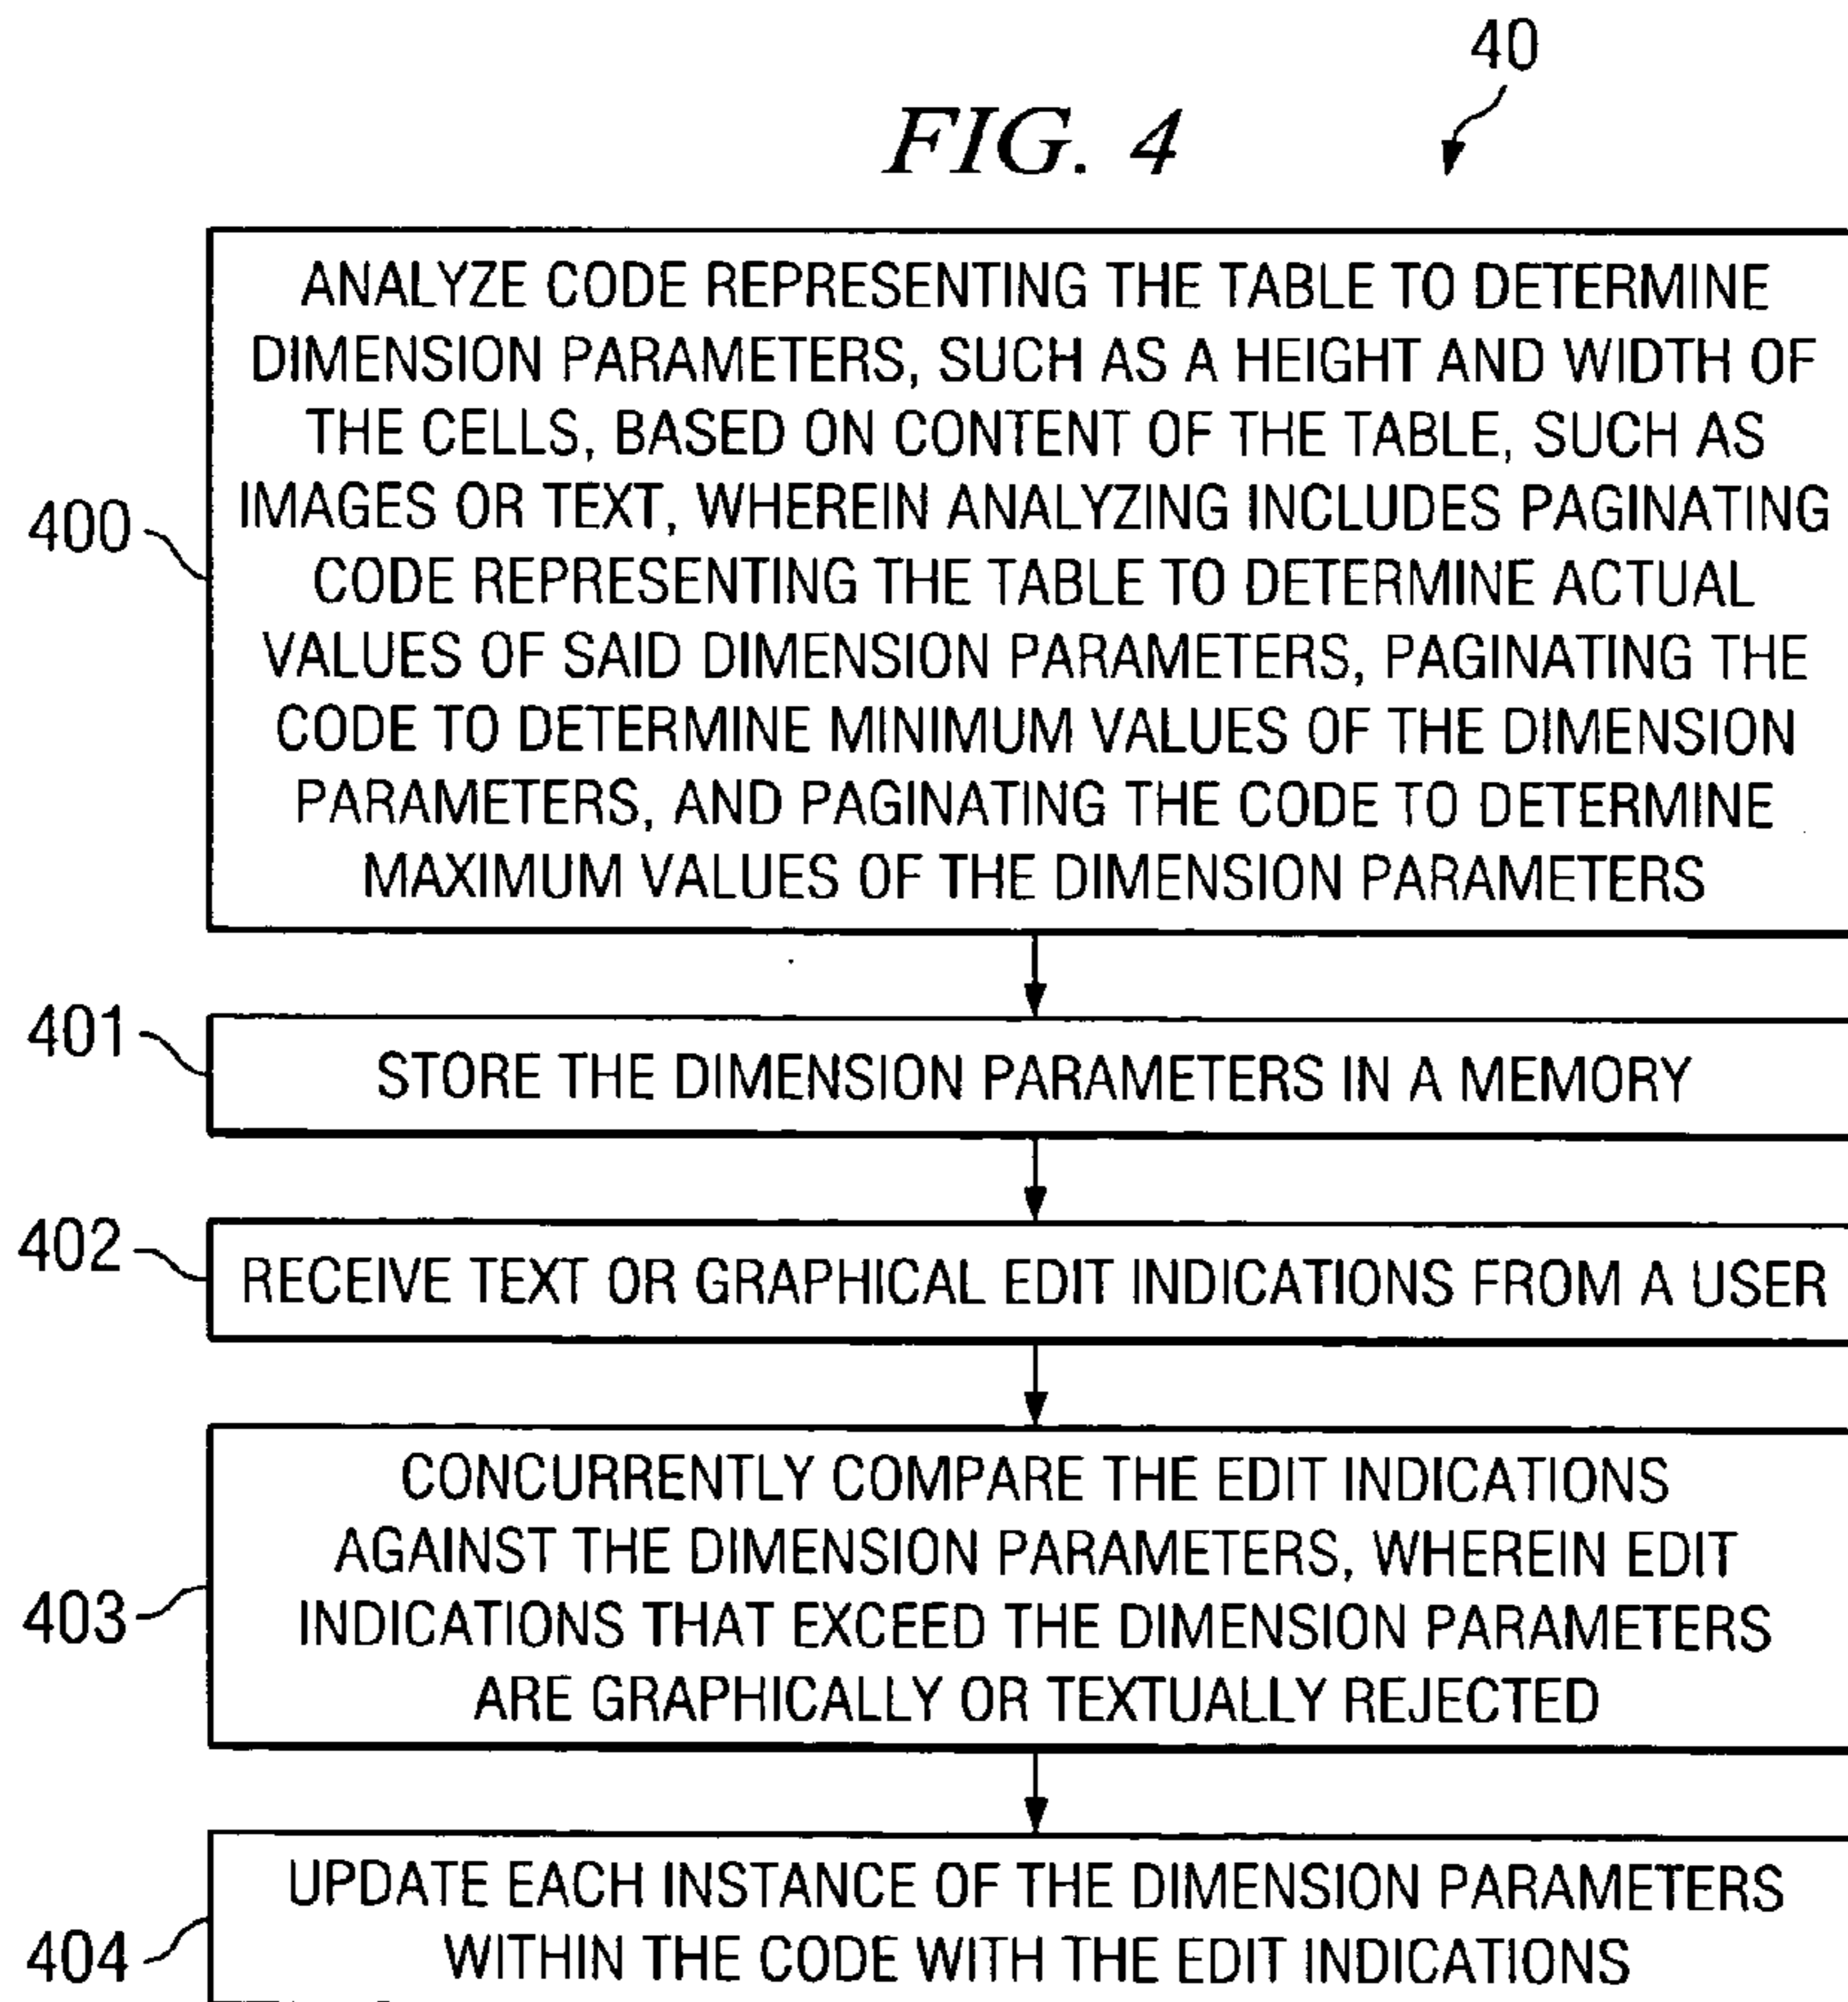 40
FIG. 4
400
ANALYZE CODE REPRESENTING THE TABLE TO DETERMINE
DIMENSION PARAMETERS, SUCH AS A HEIGHT AND WIDTH OF
THE CELLS, BASED ON CONTENT OF THE TABLE, SUCH AS
IMAGES OR TEXT, WHEREIN ANALYZING INCLUDES PAGINATING
CODE REPRESENTING THE TABLE TO DETERMINE ACTUAL
VALUES OF SAID DIMENSION PARAMETERS, PAGINATING THE
CODE TO DETERMINE MINIMUM VALUES OF THE DIMENSION
PARAMETERS, AND PAGINATING THE CODE TO DETERMINE
MAXIMUM VALUES OF THE DIMENSION PARAMETERS
401
STORE THE DIMENSION PARAMETERS IN A MEMORY
402
RECEIVE TEXT OR GRAPHICAL EDIT INDICATIONS FROM A USER
403
CONCURRENTLY COMPARE THE EDIT INDICATIONS
AGAINST THE DIMENSION PARAMETERS, WHEREIN EDIT
INDICATIONS THAT EXCEED THE DIMENSION PARAMETERS
ARE GRAPHICALLY OR TEXTUALLY REJECTED
404
UPDATE EACH INSTANCE OF THE DIMENSION PARAMETERS
WITHIN THE CODE WITH THE EDIT INDICATIONS